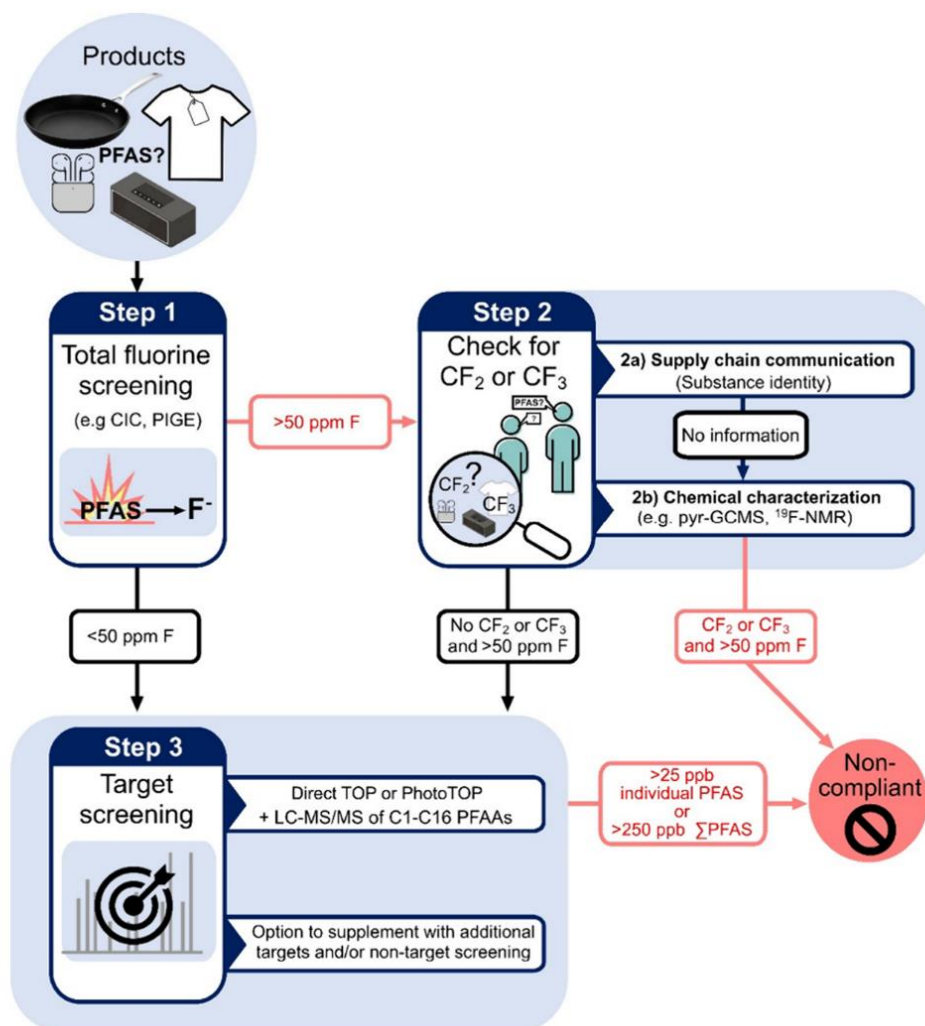 Products
PFAS?
Step 1
Total fluorine
screening
(e.g CIC, PIGE)
PFAS → F⁻
>50 ppm F
Step 2
Check for
CF₂ or CF₃
PFAS?
?
CF₂?
CF₃
2a) Supply chain communication
(Substance identity)
No information
2b) Chemical characterization
(e.g. pyr-GCMS, ¹⁹F-NMR)
<50 ppm F
No CF₂ or CF₃
and >50 ppm F
CF₂ or CF₃
and >50 ppm F
Step 3
Target
screening
Direct TOP or PhotoTOP
+ LC-MS/MS of C1-C16 PFAAs
Option to supplement with additional
targets and/or non-target screening
>25 ppb
individual PFAS
or
>250 ppb ∑PFAS
Non-
compliant